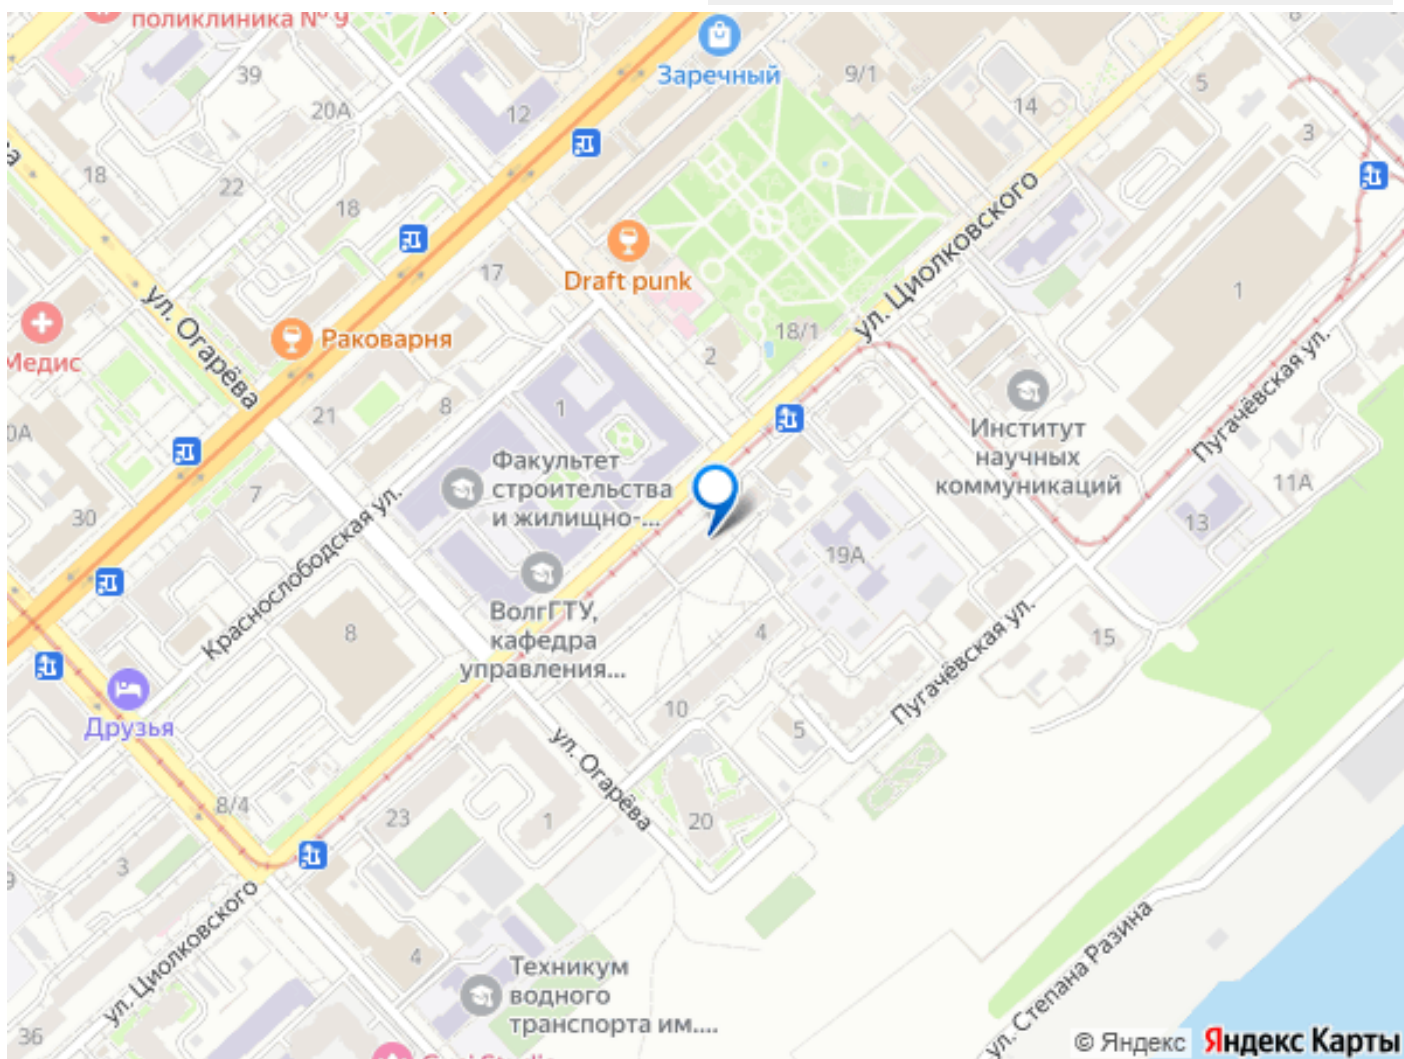 поликлиника № 9
39
20А
12
Заречный
9/1
14
5
3
18
22
18
17
Draft punk
ул. Циолковского
1
ул. Огарёва
Раковарня
Медис
18/1
2
21
8
1
Институт
научных
коммуникаций
Пугачёвская ул.
11А
13
Факультет
строительства
и жилищно-...
7
30
Краснослободская ул.
19А
ВолгГТУ,
кафедра
управления...
8
4
15
Пугачёвская ул.
Друзья
10
5
ул. Огарёва
8/4
23
1
20
3
ул. Циолковского
4
Техникум
водного
транспорта им....
36
ул. Степана Разина
© Яндекс Яндекс Карты